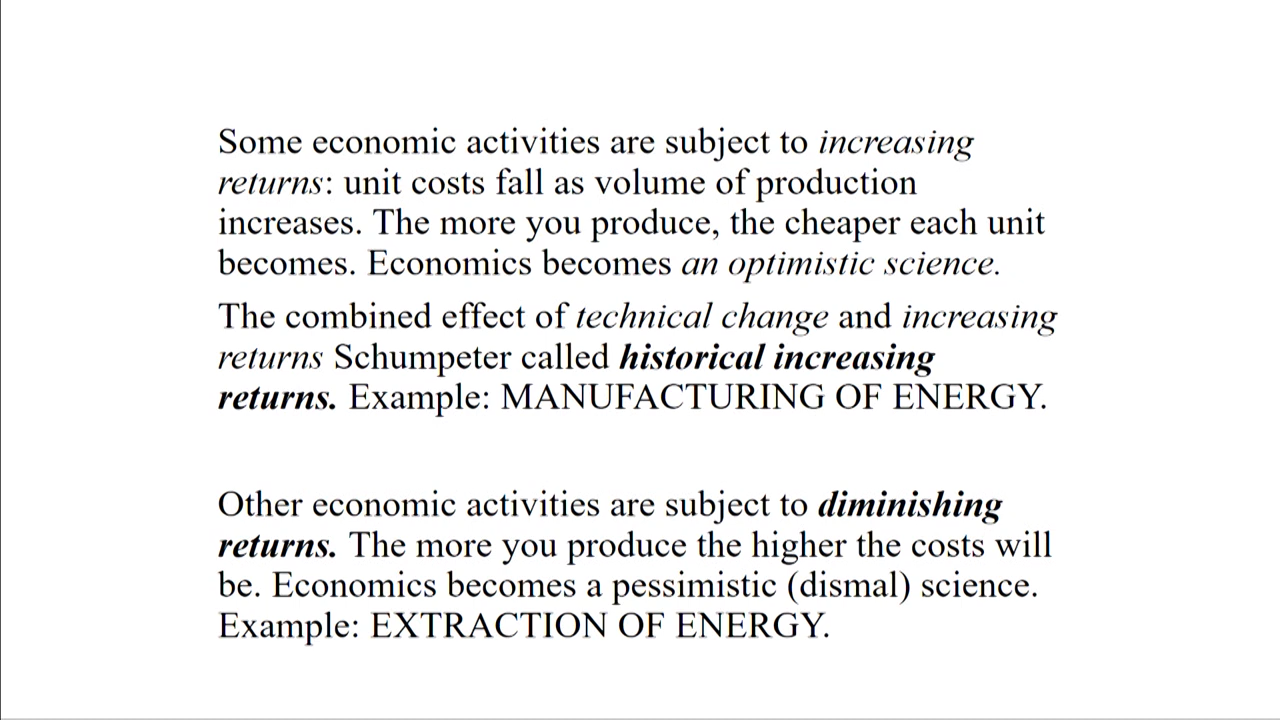 Some economic activities are subject to increasing
returns: unit costs fall as volume of production
increases. The more you produce, the cheaper each unit
becomes. Economics becomes an optimistic science.
The combined effect of technical change and increasing
returns Schumpeter called historical increasing
returns. Example: MANUFACTURING OF ENERGY.
Other economic activities are subject to diminishing
returns. The more you produce the higher the costs will
be. Economics becomes a pessimistic (dismal) science.
Example: EXTRACTION OF ENERGY.